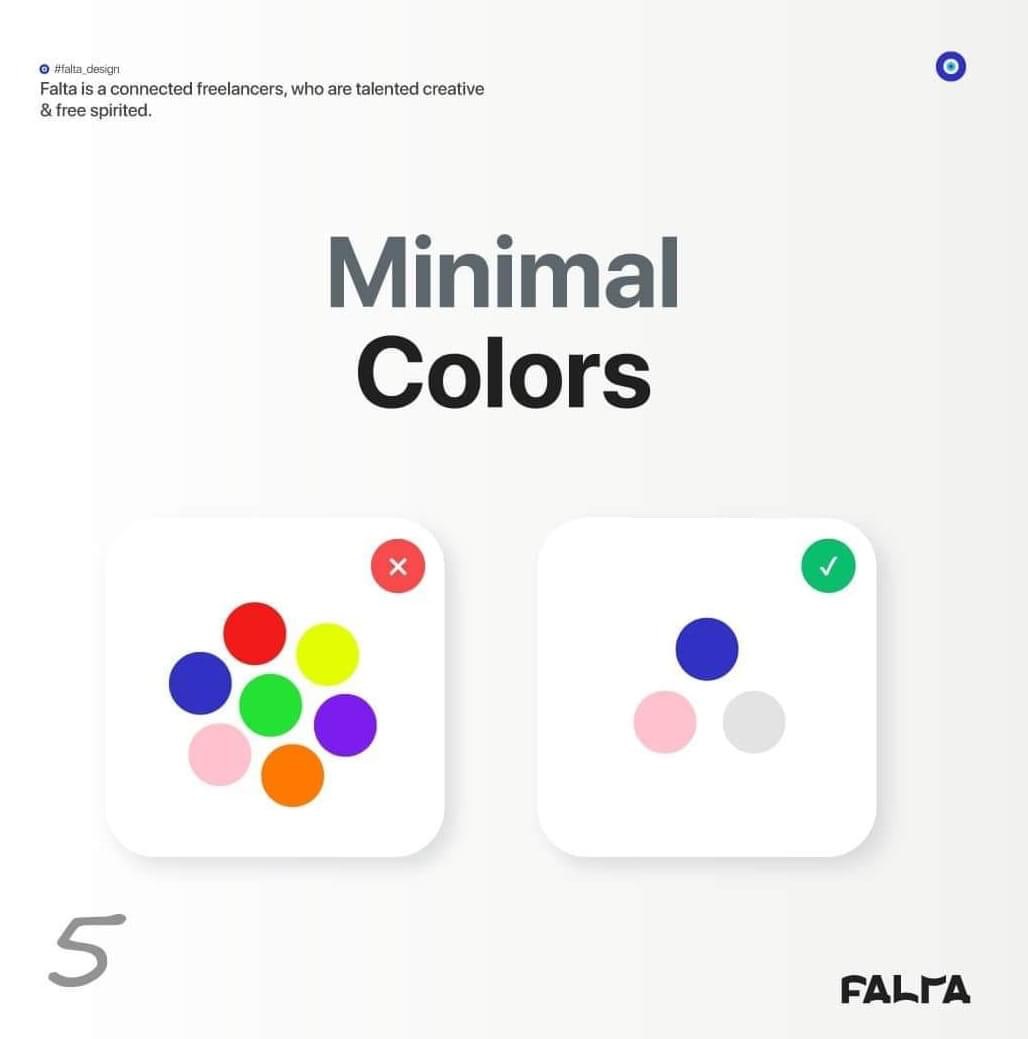 #falta_design
Falta is a connected freelancers, who are talented creative
& free spirited.
Minimal
Colors
5
FALTA